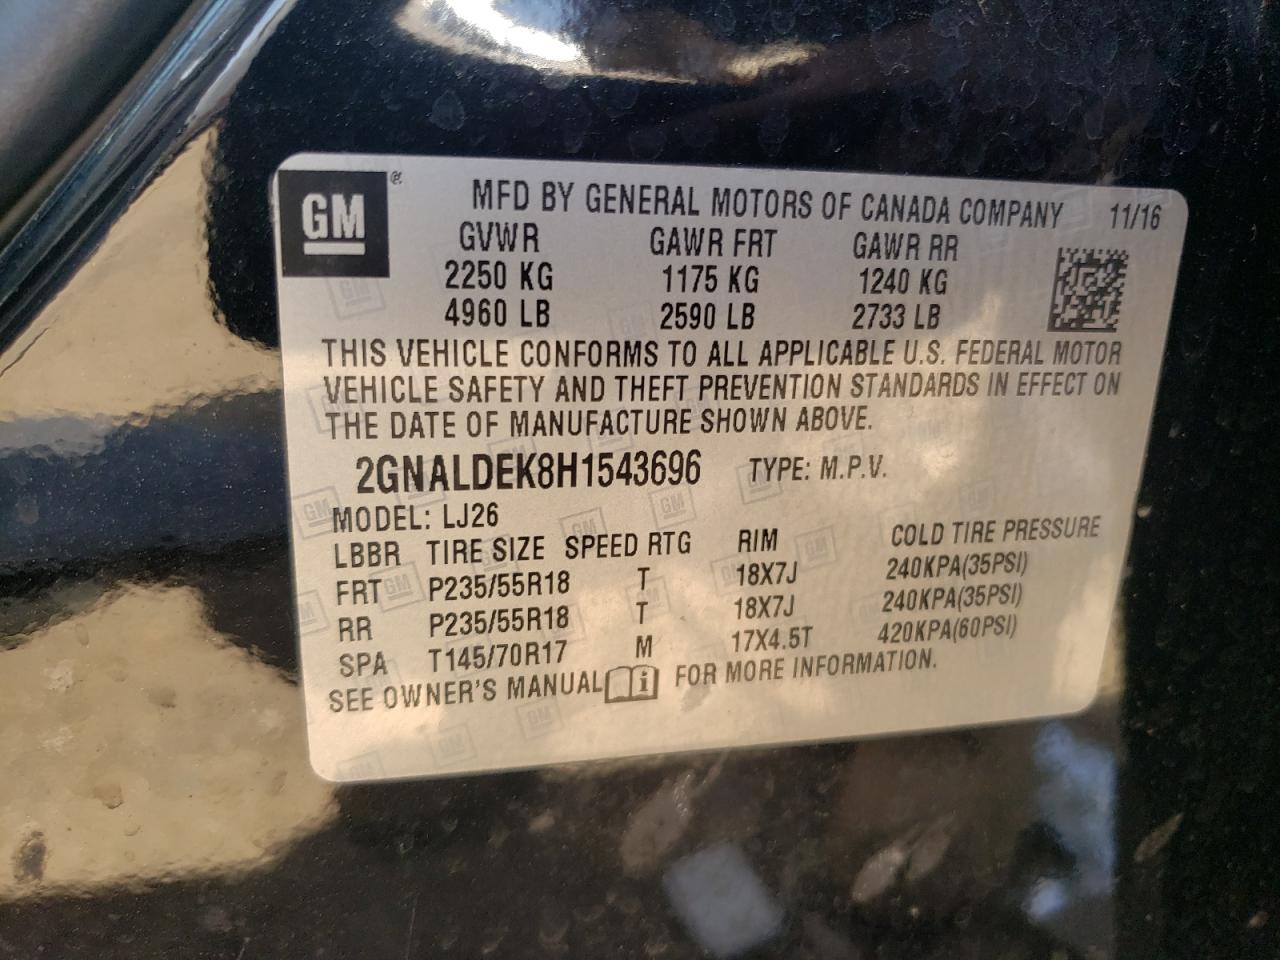 GM ® MFD BY GENERAL MOTORS OF CANADA COMPANY 11/16
GVWR GAWR FRT GAWR RR
2250 KG 1175 KG 1240 KG
4960 LB 2590 LB 2733 LB
THIS VEHICLE CONFORMS TO ALL APPLICABLE U.S. FEDERAL MOTOR
VEHICLE SAFETY AND THEFT PREVENTION STANDARDS IN EFFECT ON
THE DATE OF MANUFACTURE SHOWN ABOVE.
2GNALDEK8H1543696 TYPE: M.P.V.
MODEL: LJ26
LBBR TIRE SIZE SPEED RTG RIM COLD TIRE PRESSURE
FRT P235/55R18 T 18X7J 240KPA(35PSI)
RR P235/55R18 T 18X7J 240KPA(35PSI)
SPA T145/70R17 M 17X4.5T 420KPA(60PSI)
SEE OWNER'S MANUAL FOR MORE INFORMATION.